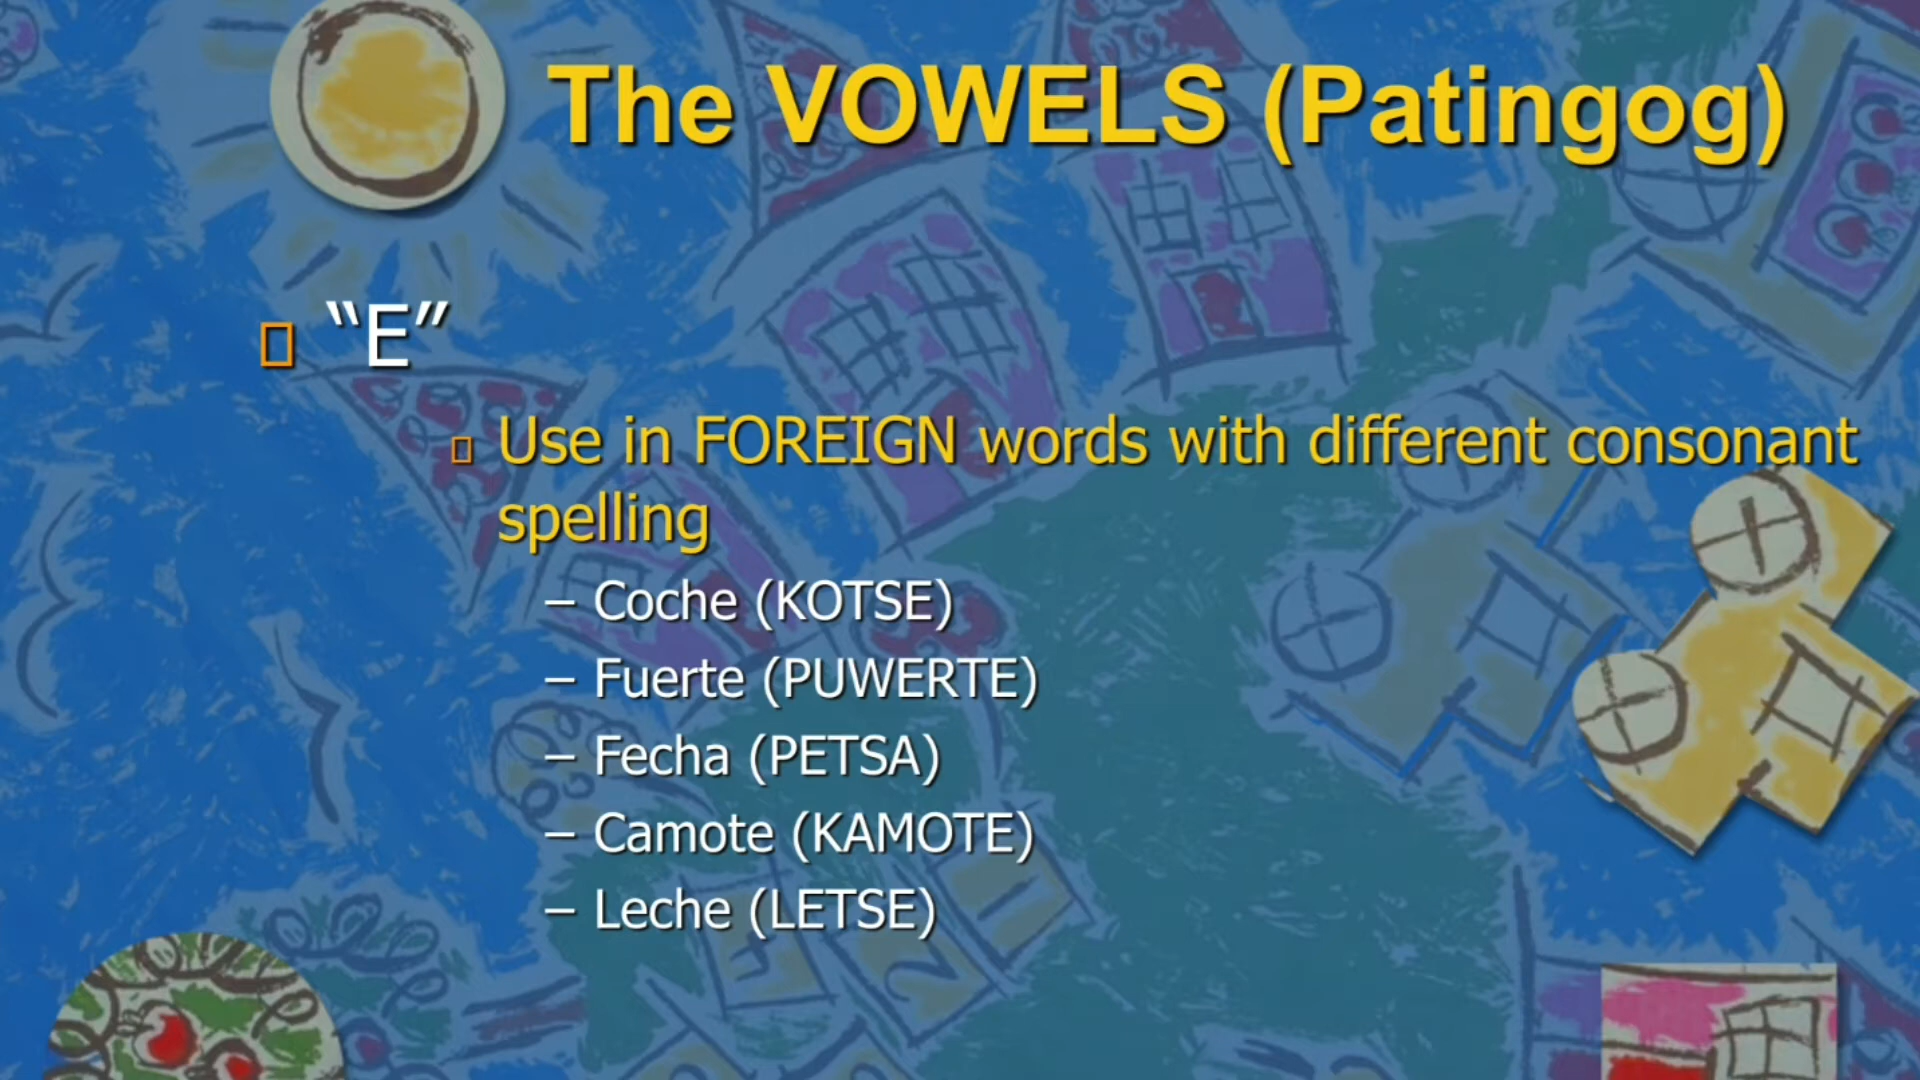 The VOWELS (Patingog)
“E”
Use in FOREIGN words with different consonant
spelling
– Coche (KOTSE)
– Fuerte (PUWERTE)
– Fecha (PETSA)
– Camote (KAMOTE)
– Leche (LETSE)